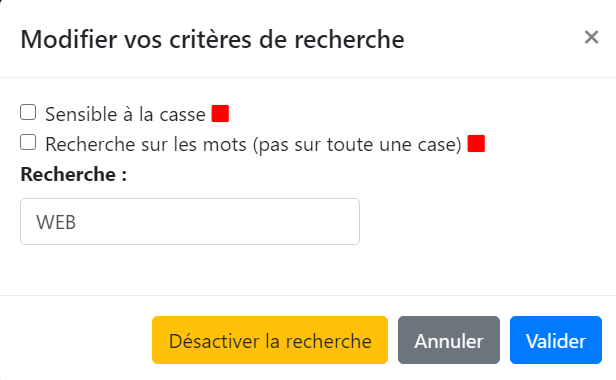 Modifier vos critères de recherche ×
Sensible à la casse
Recherche sur les mots (pas sur toute une case)
Recherche :
WEB
Désactiver la recherche Annuler Valider